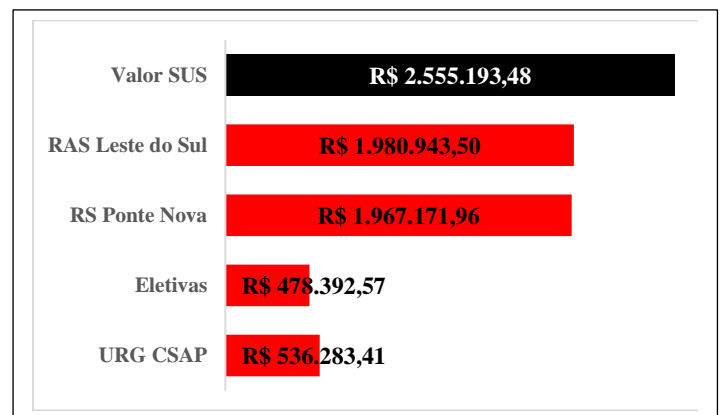 Valor SUS R$ 2.555.193,48
RAS Leste do Sul R$ 1.980.943,50
RS Ponte Nova R$ 1.967.171,96
Eletivas R$ 478.392,57
URG CSAP R$ 536.283,41